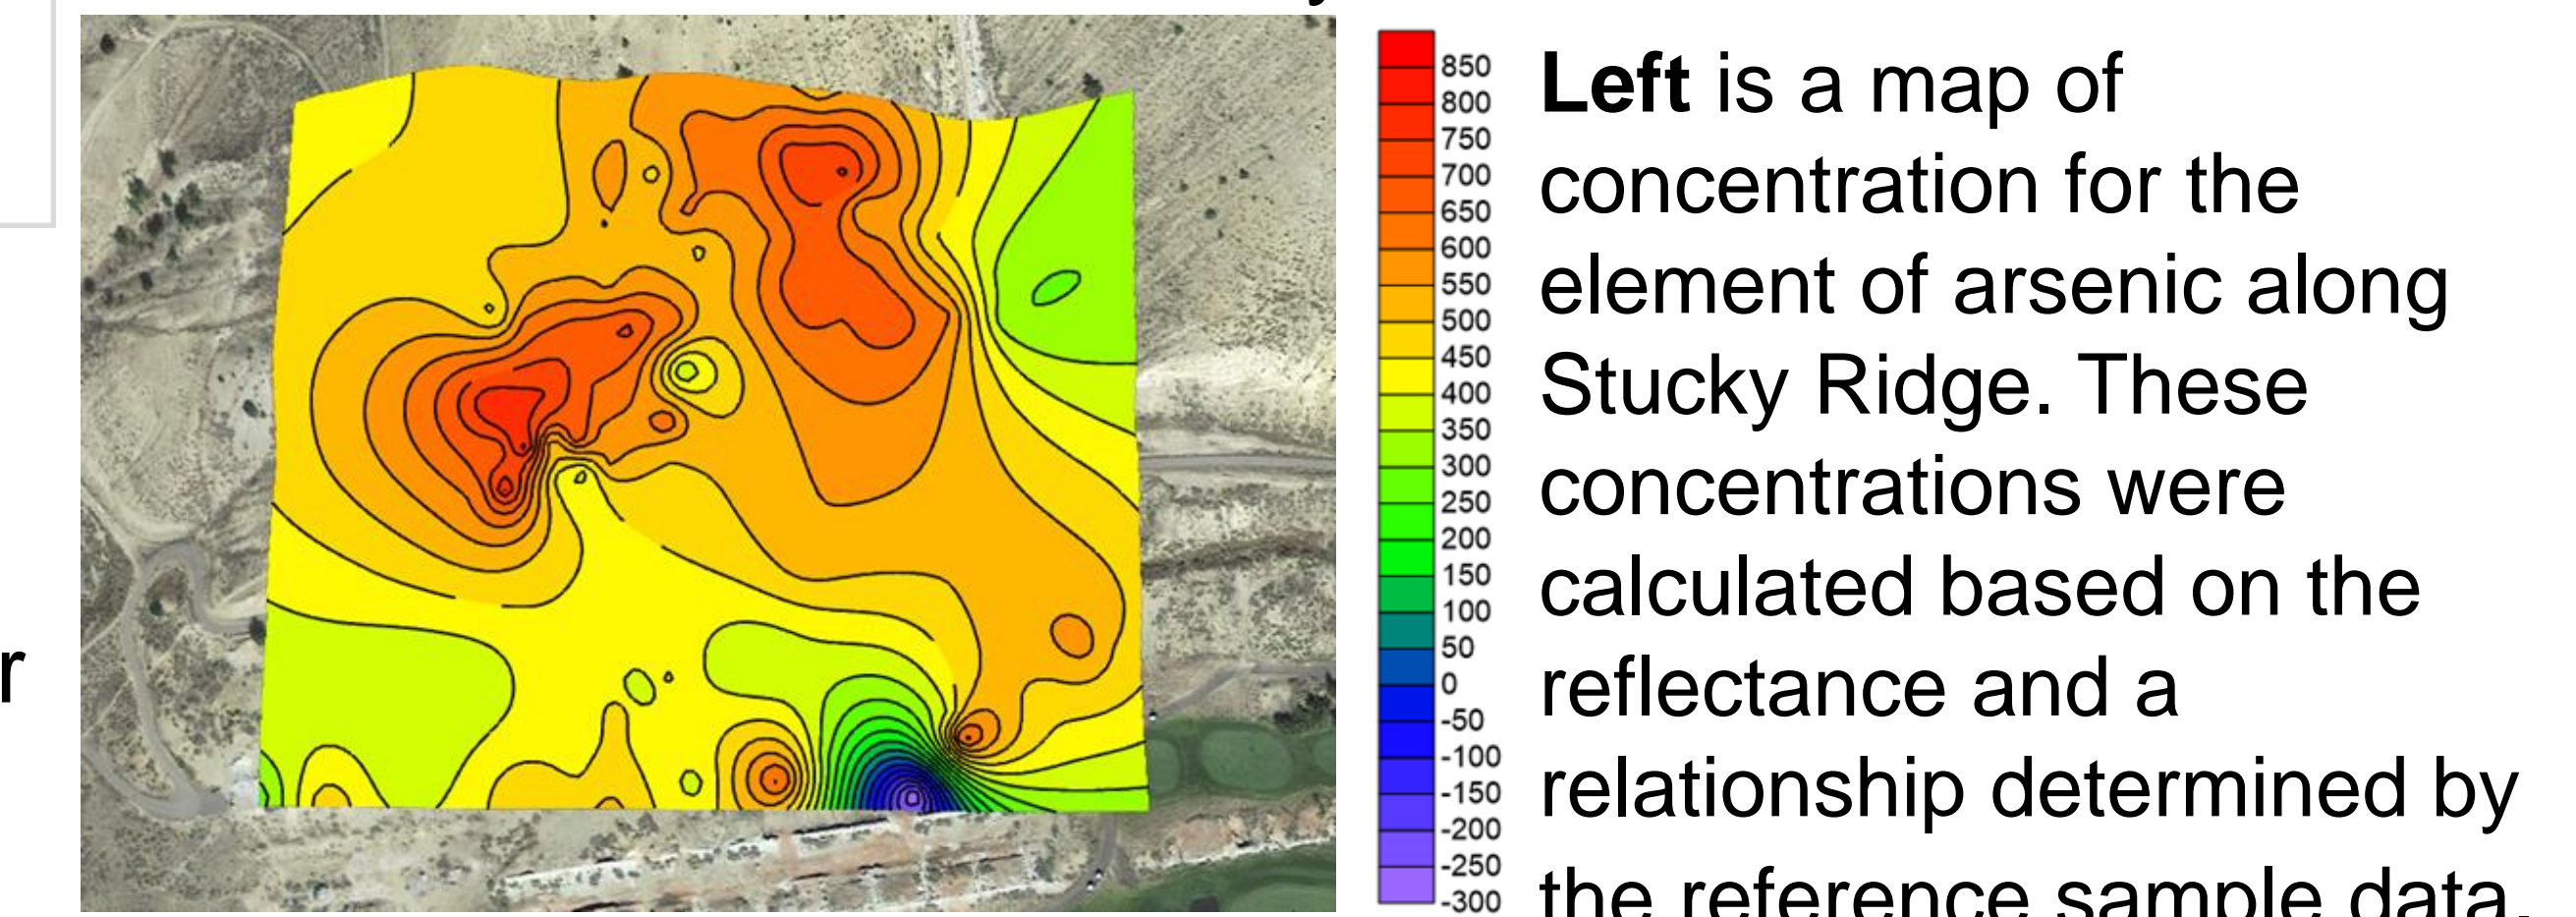 y
r
850
800
750
700
650
600
550
500
450
400
350
300
250
200
150
100
50
0
-50
-100
-150
-200
-250
-300
Left is a map of
concentration for the
element of arsenic along
Stucky Ridge. These
concentrations were
calculated based on the
reflectance and a
relationship determined by
the reference sample data.